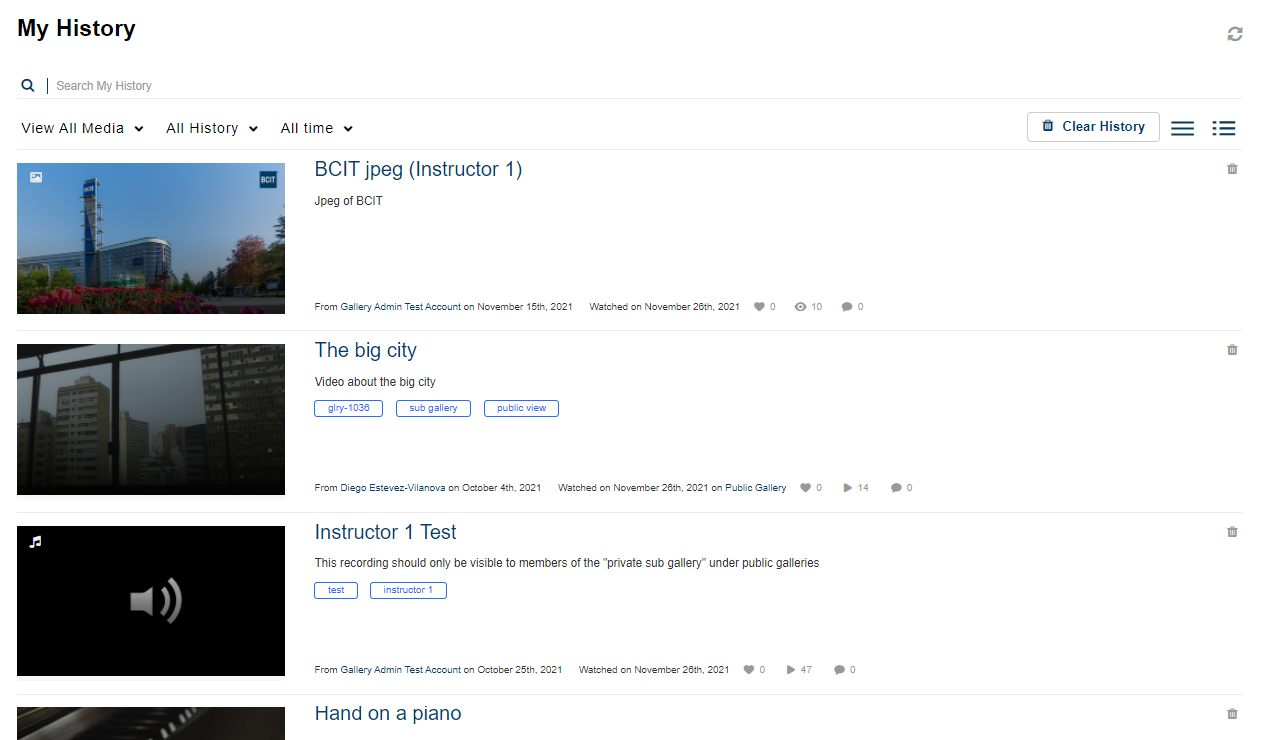 My History
Search My History
View All Media All History All time Clear History
BCIT
BCIT
BCIT jpeg (Instructor 1)
Jpeg of BCIT
From Gallery Admin Test Account on November 15th, 2021 Watched on November 26th, 2021 0 10 0
The big city
Video about the big city
glry-1036 sub gallery public view
From Diego Estevez-Vilanova on October 4th, 2021 Watched on November 26th, 2021 on Public Gallery 0 14 0
Instructor 1 Test
This recording should only be visible to members of the "private sub gallery" under public galleries
test instructor 1
From Gallery Admin Test Account on October 25th, 2021 Watched on November 26th, 2021 0 47 0
Hand on a piano